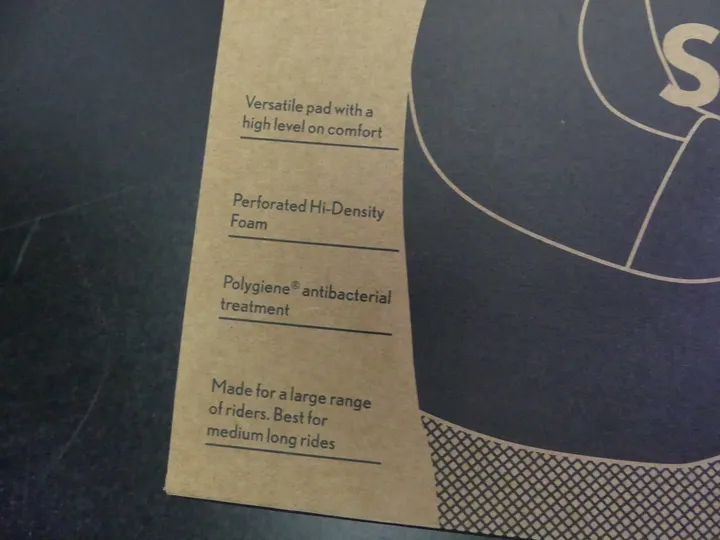 Versatile pad with a
high level on comfort
Perforated Hi-Density
Foam
Polygiene® antibacterial
treatment
Made for a large range
of riders. Best for
medium long rides
S